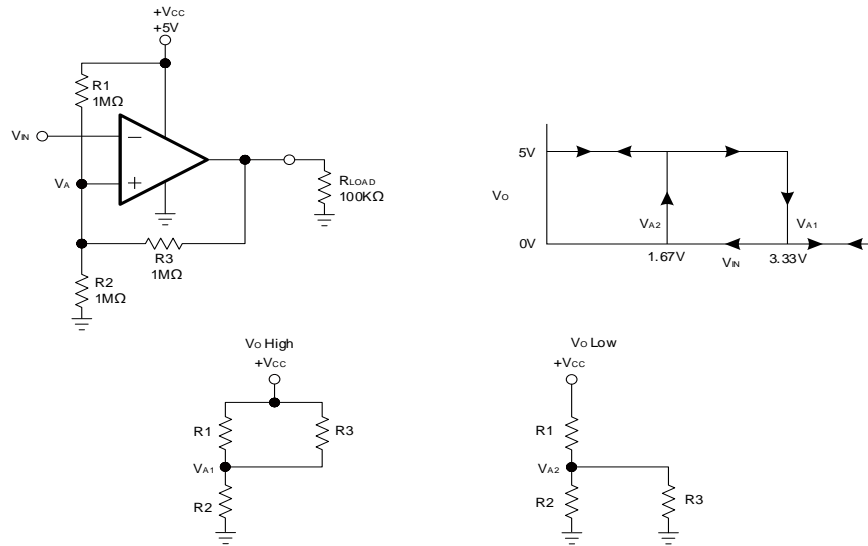 +VCC
+5V
R1
1MΩ
VIN
VA
RLOAD
100KΩ
R3
1MΩ
R2
1MΩ
5V
VO
VA2
VA1
0V
1.67V
VIN
3.33V
VO High
+VCC
R1
R3
VA1
R2
VO Low
+VCC
R1
VA2
R2
R3